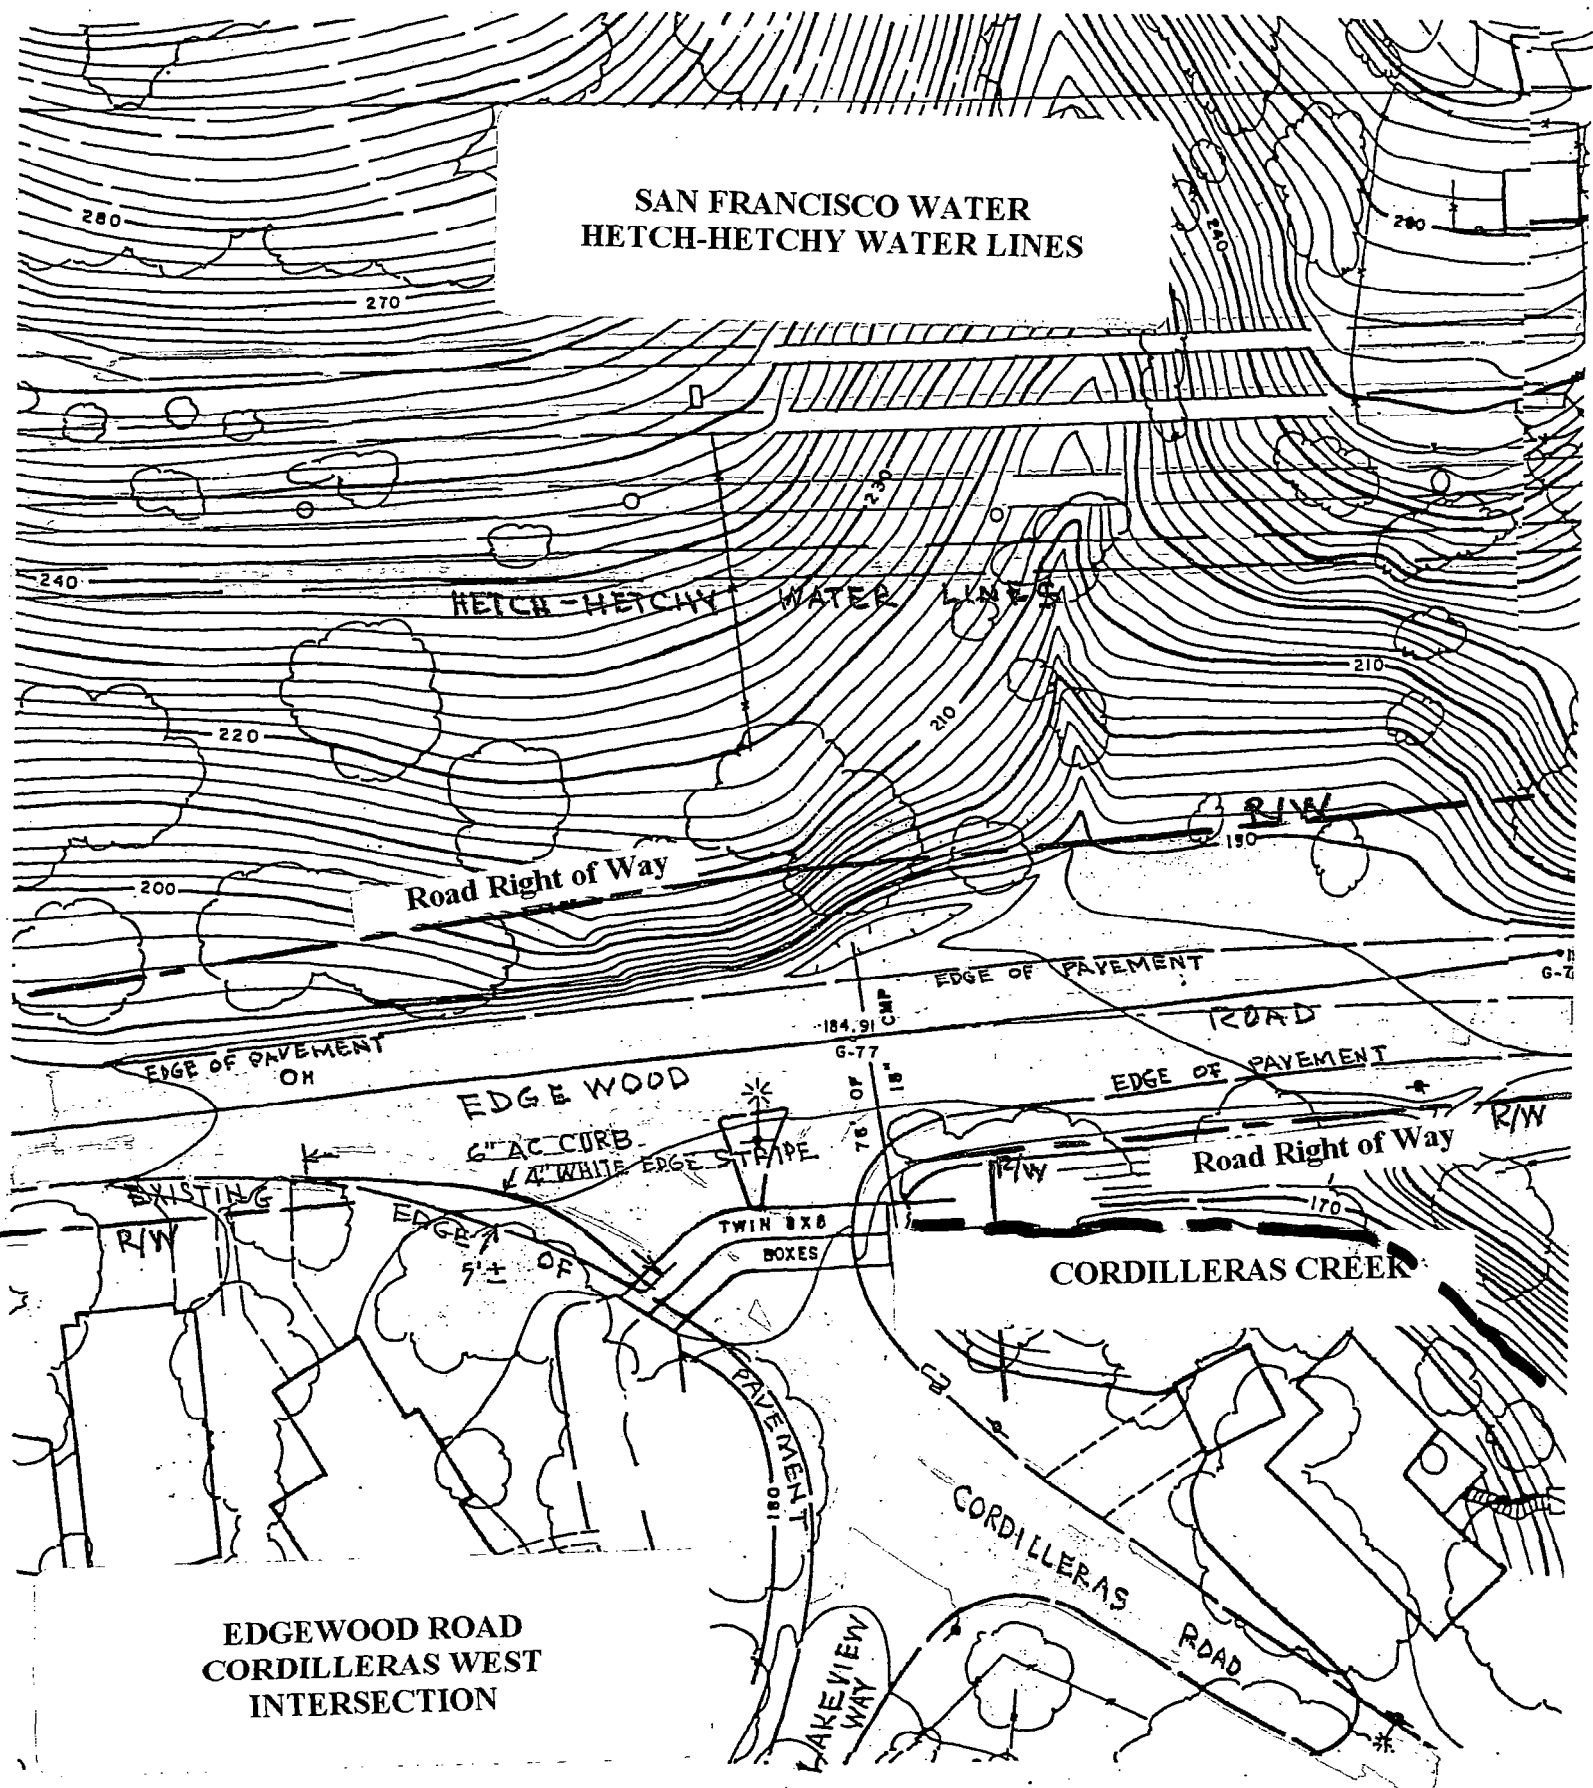 SAN FRANCISCO WATER
HETCH-HETCHY WATER LINES
280
240
280
270
230
240
HETCH-HETCHY WATER LINES
210
210
220
R/W
190
Road Right of Way
200
EDGE OF PAVEMENT
G-7
184.91
CMP
ROAD
G-77
EDGE OF PAVEMENT
OH
EDGE OF PAVEMENT
EDGEWOOD
18"
78' OF
R/W
6" AC CURB
4" WHITE EDGE STRIPE
Road Right of Way
R/W
EXISTING
170
EDGE
OF
TWIN 8X8
BOXES
R/W
5'±
CORDILLERAS CREEK
CB
PAVEMENT
180
CORDILLERAS
ROAD
EDGEWOOD ROAD
CORDILLERAS WEST
INTERSECTION
LAKEVIEW
WAY